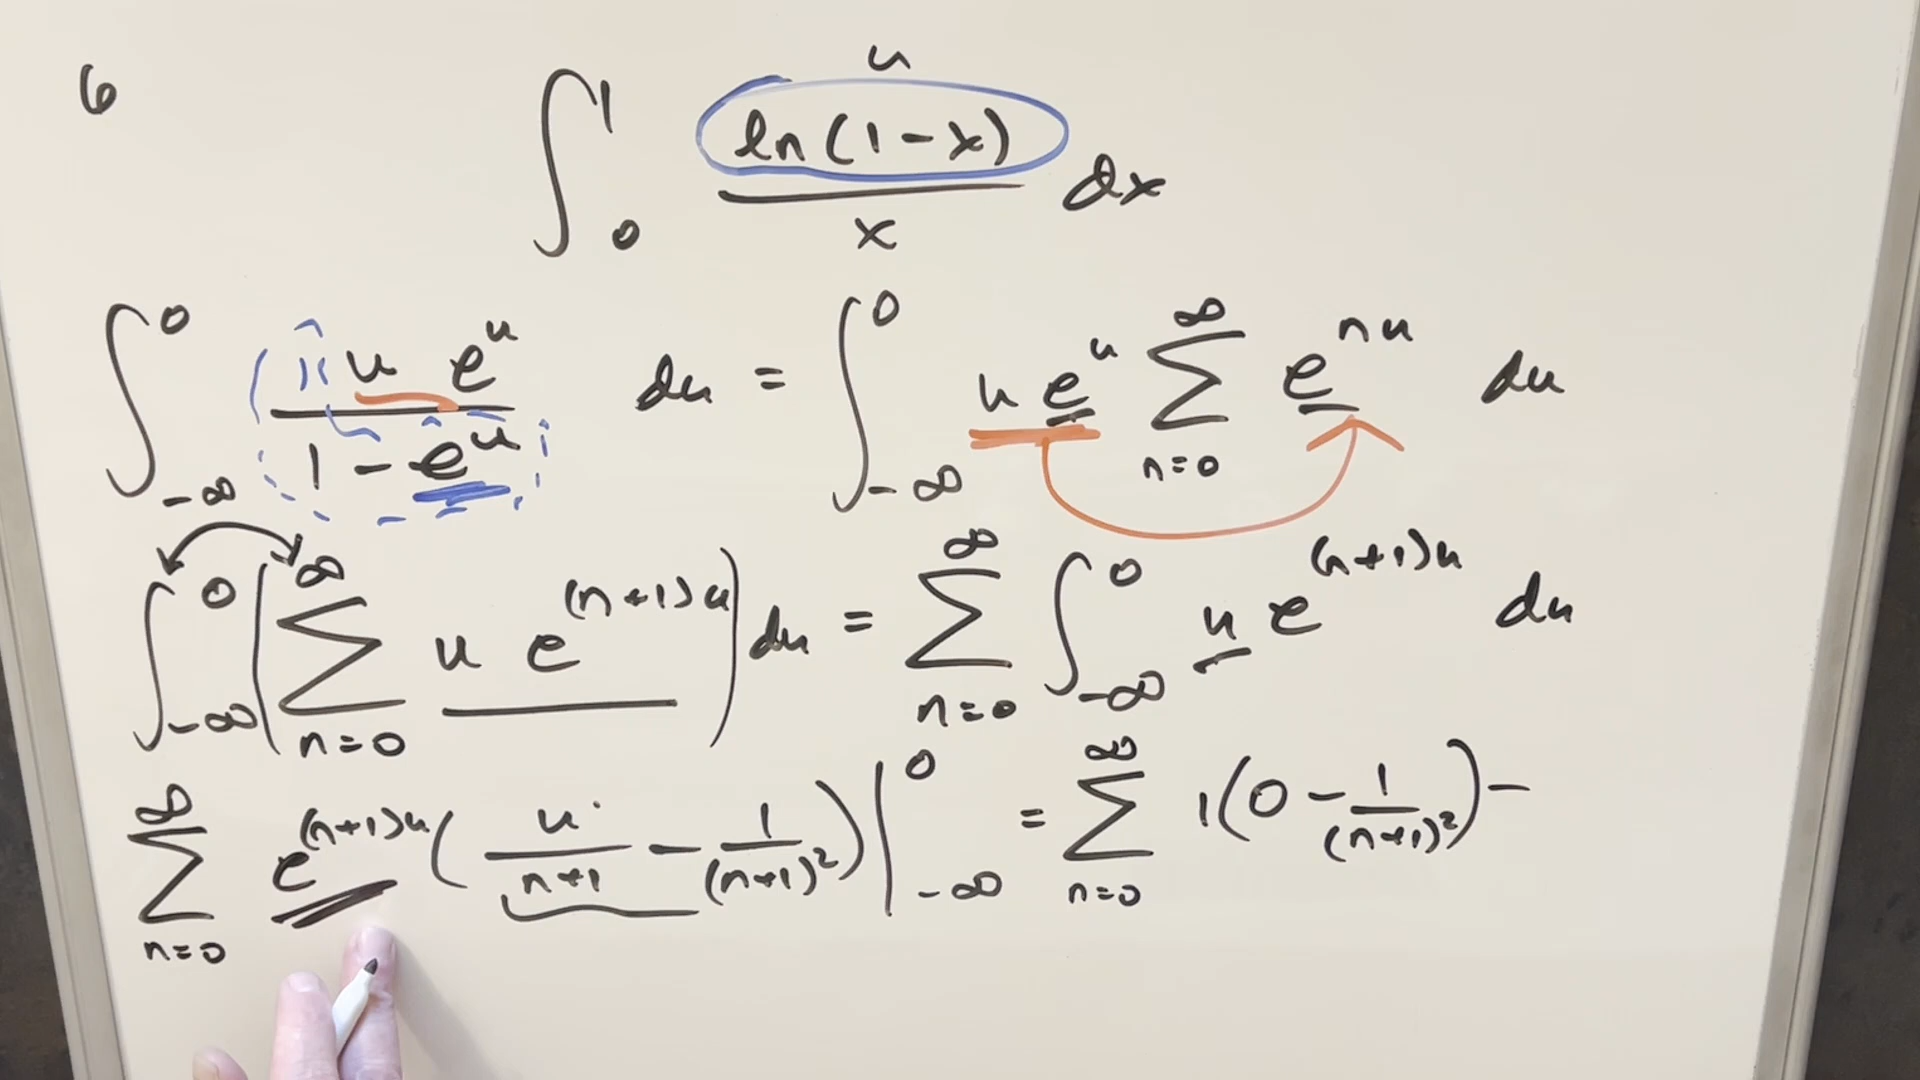 6
u
∫₀¹ ln(1-x)/x dx
∫_{-∞}^0 u e^u/(1-e^u) du = ∫_{-∞}^0 u e^u ∑_{n=0}^∞ e^{nu} du
∫_{-∞}^0 (∑_{n=0}^∞ u e^{(n+1)u}) du = ∑_{n=0}^∞ ∫_{-∞}^0 u e^{(n+1)u} du
∑_{n=0}^∞ e^{(n+1)u} (u/(n+1) - 1/(n+1)²) |_{-∞}^0 = ∑_{n=0}^∞ 1(0 - 1/(n+1)²) -